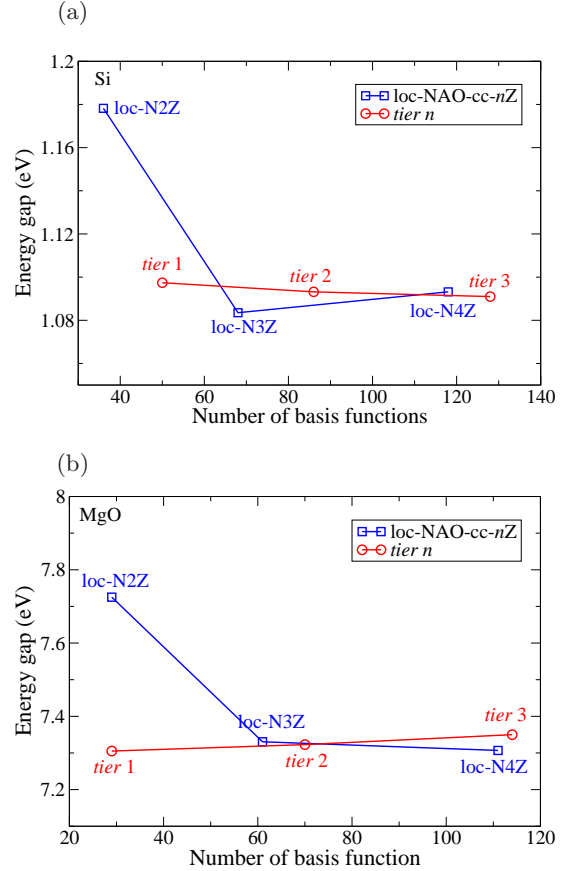 (a)
1.2
Si
loc-NAO-cc-nZ
tier n
loc-N2Z
1.16
Energy gap (eV)
1.12
tier 1
tier 2
tier 3
1.08
loc-N3Z
loc-N4Z
40 60 80 100 120 140
Number of basis functions
(b)
8
MgO
loc-NAO-cc-nZ
tier n
7.8
loc-N2Z
Energy gap (eV)
7.6
7.4
loc-N3Z
tier 3
tier 1
tier 2
loc-N4Z
7.2
20 40 60 80 100 120
Number of basis function